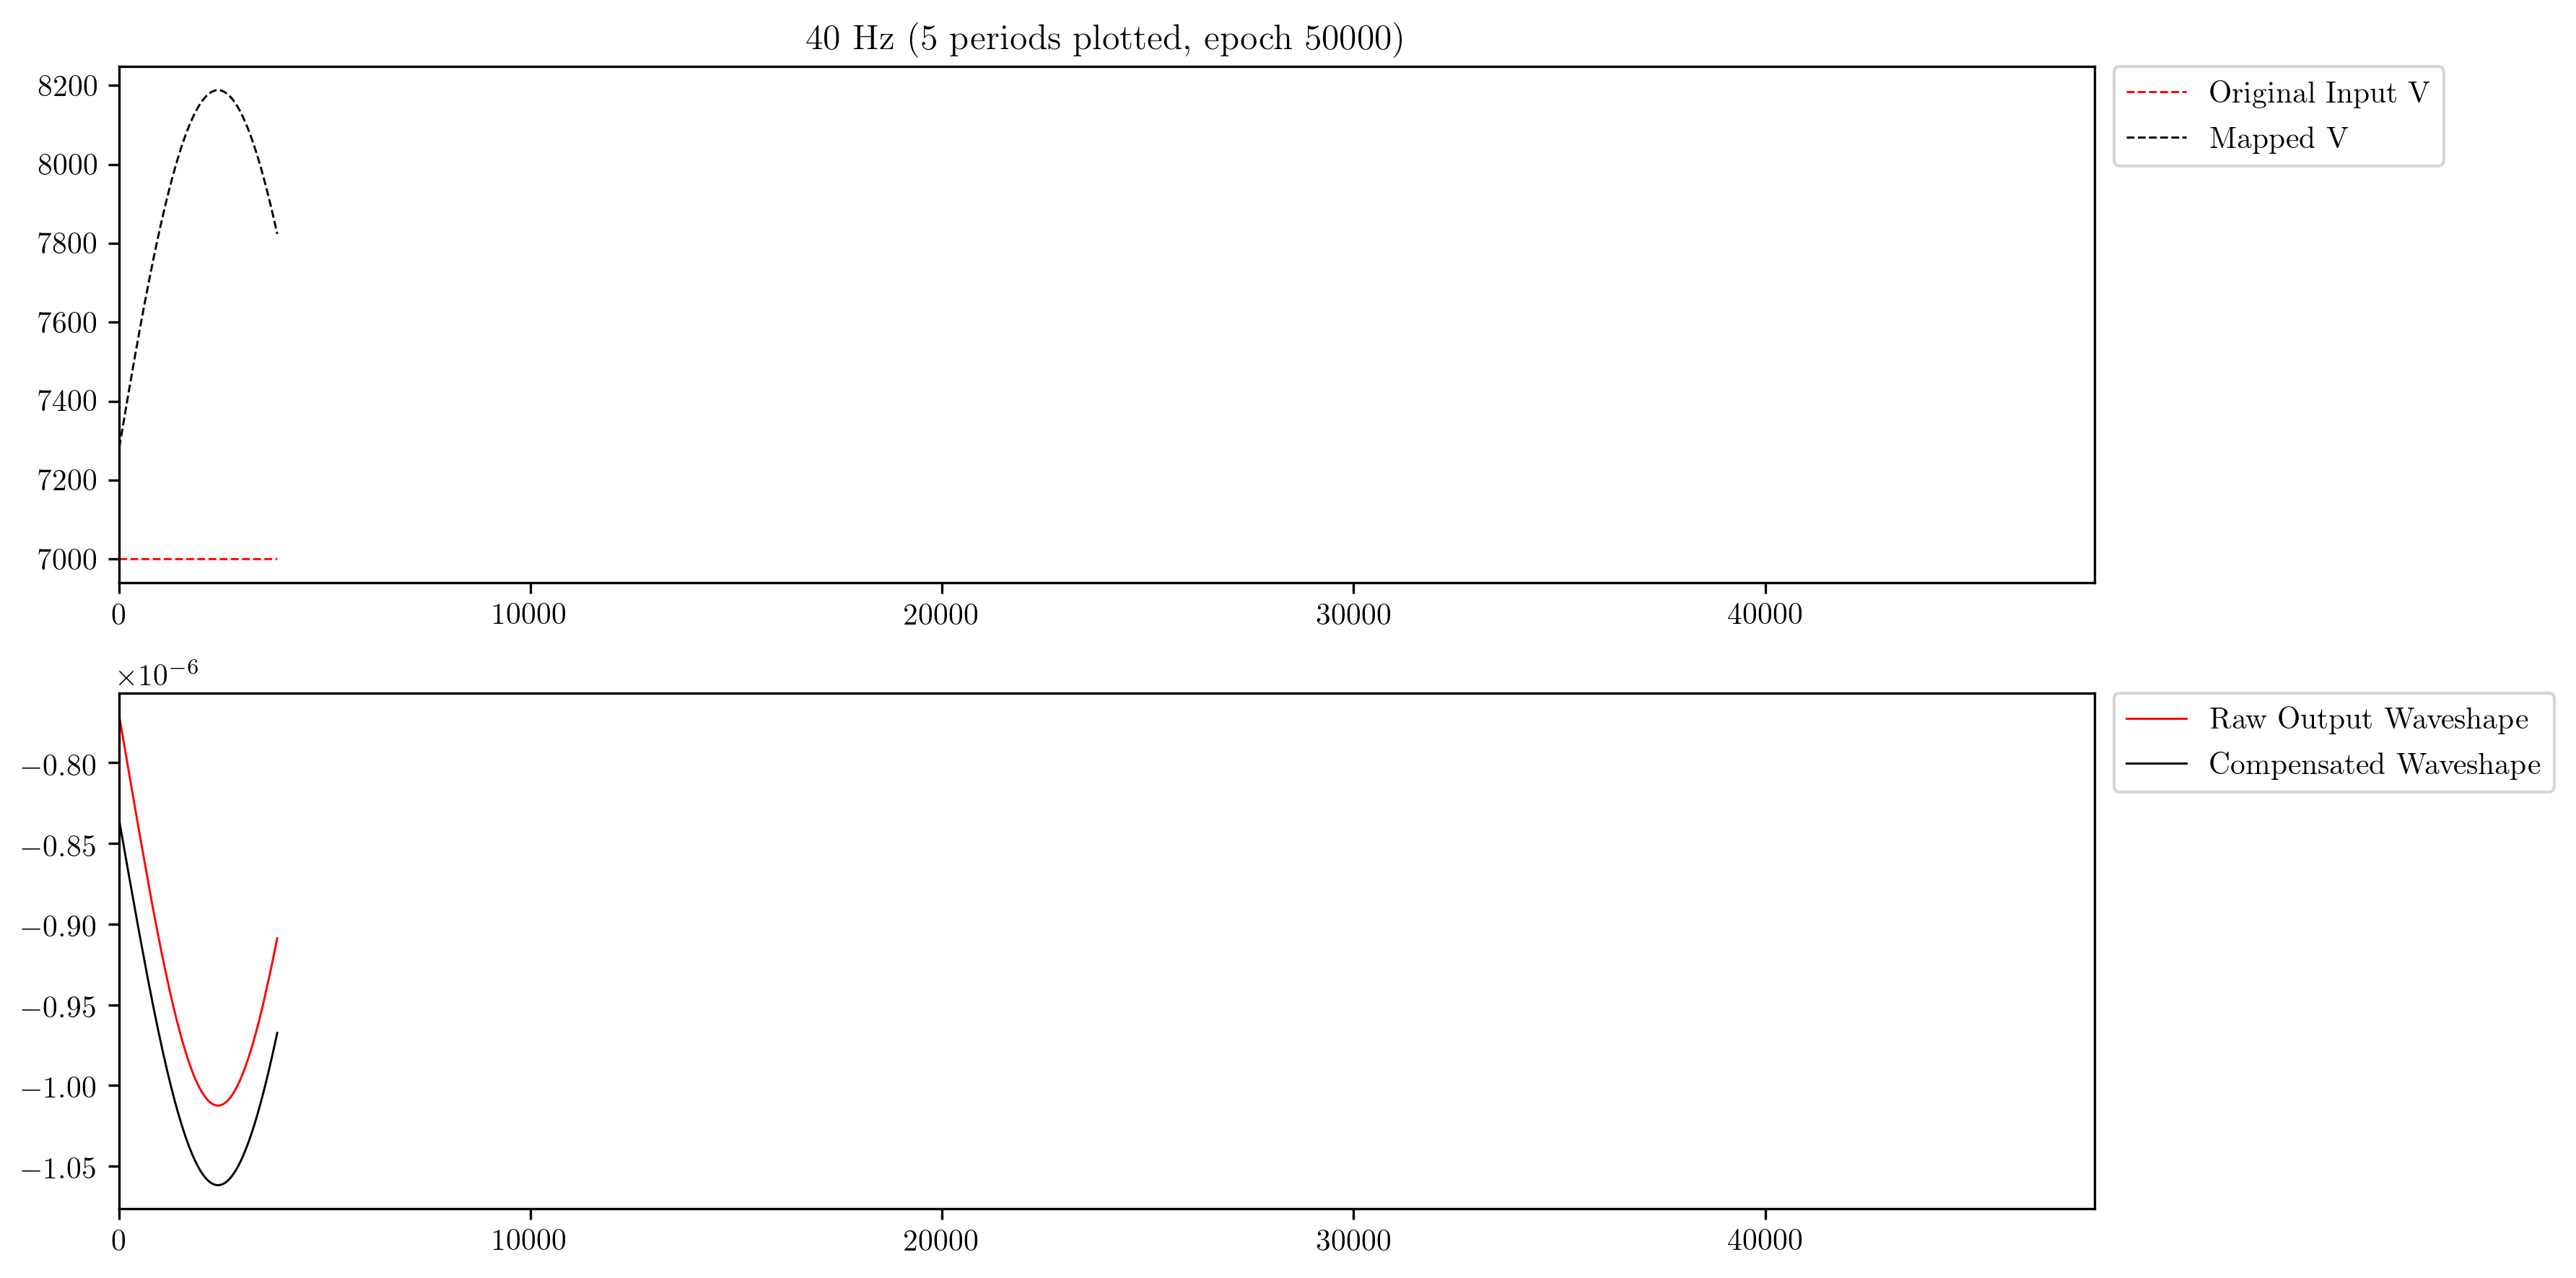 40 Hz (5 periods plotted, epoch 50000)
8200
8000
7800
7600
7400
7200
7000
0 10000 20000 30000 40000
Original Input V
Mapped V
×10⁻⁶
−0.80
−0.85
−0.90
−0.95
−1.00
−1.05
0 10000 20000 30000 40000
Raw Output Waveshape
Compensated Waveshape